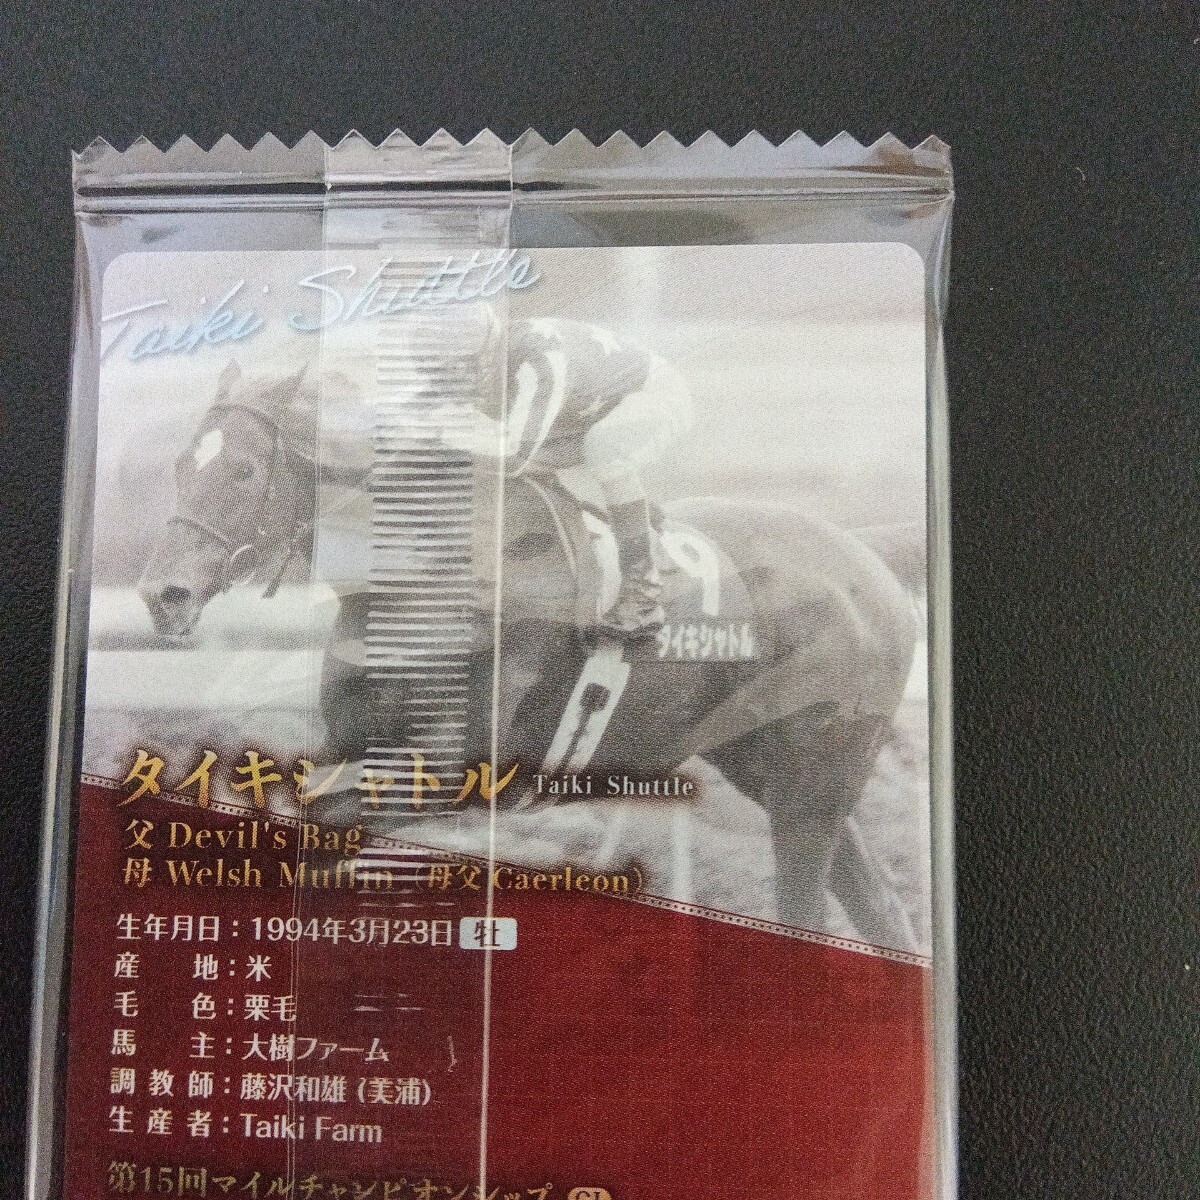 Taiki Shuttle
9
タイキシャトル
タイキシャトル Taiki Shuttle
父 Devil's Bag
母 Welsh Muffin (母父 Caerleon)
生年月日：1994年3月23日 牡
産地：米
毛色：栗毛
馬主：大樹ファーム
調教師：藤沢和雄 (美浦)
生産者：Taiki Farm
第15回マイルチャンピオンシップ GI